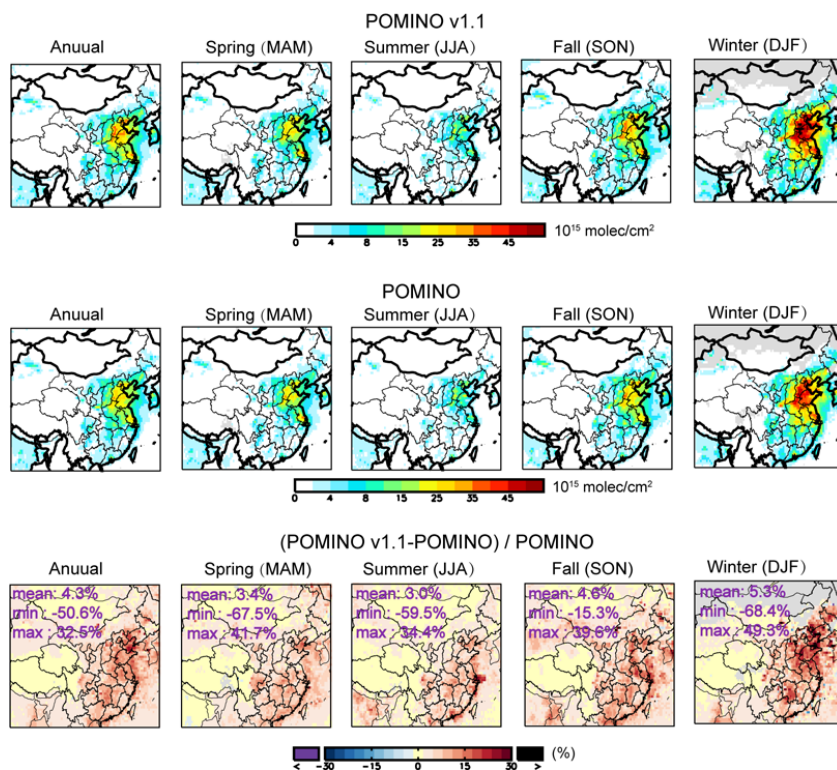 POMINO v1.1
Anuual Spring (MAM) Summer (JJA) Fall (SON) Winter (DJF)
0 4 8 15 25 35 45 10¹⁵ molec/cm²
POMINO
Anuual Spring (MAM) Summer (JJA) Fall (SON) Winter (DJF)
0 4 8 15 25 35 45 10¹⁵ molec/cm²
(POMINO v1.1-POMINO) / POMINO
Anuual Spring (MAM) Summer (JJA) Fall (SON) Winter (DJF)
mean: 4.3% mean: 3.4% mean: 3.0% mean: 4.6% mean: 5.3%
min : -50.6% min : -67.5% min : -59.5% min : -15.3% min : -68.4%
max : 32.5% max : 41.7% max : 34.4% max : 39.6% max : 49.3%
< -30 -15 0 15 30 > (%)